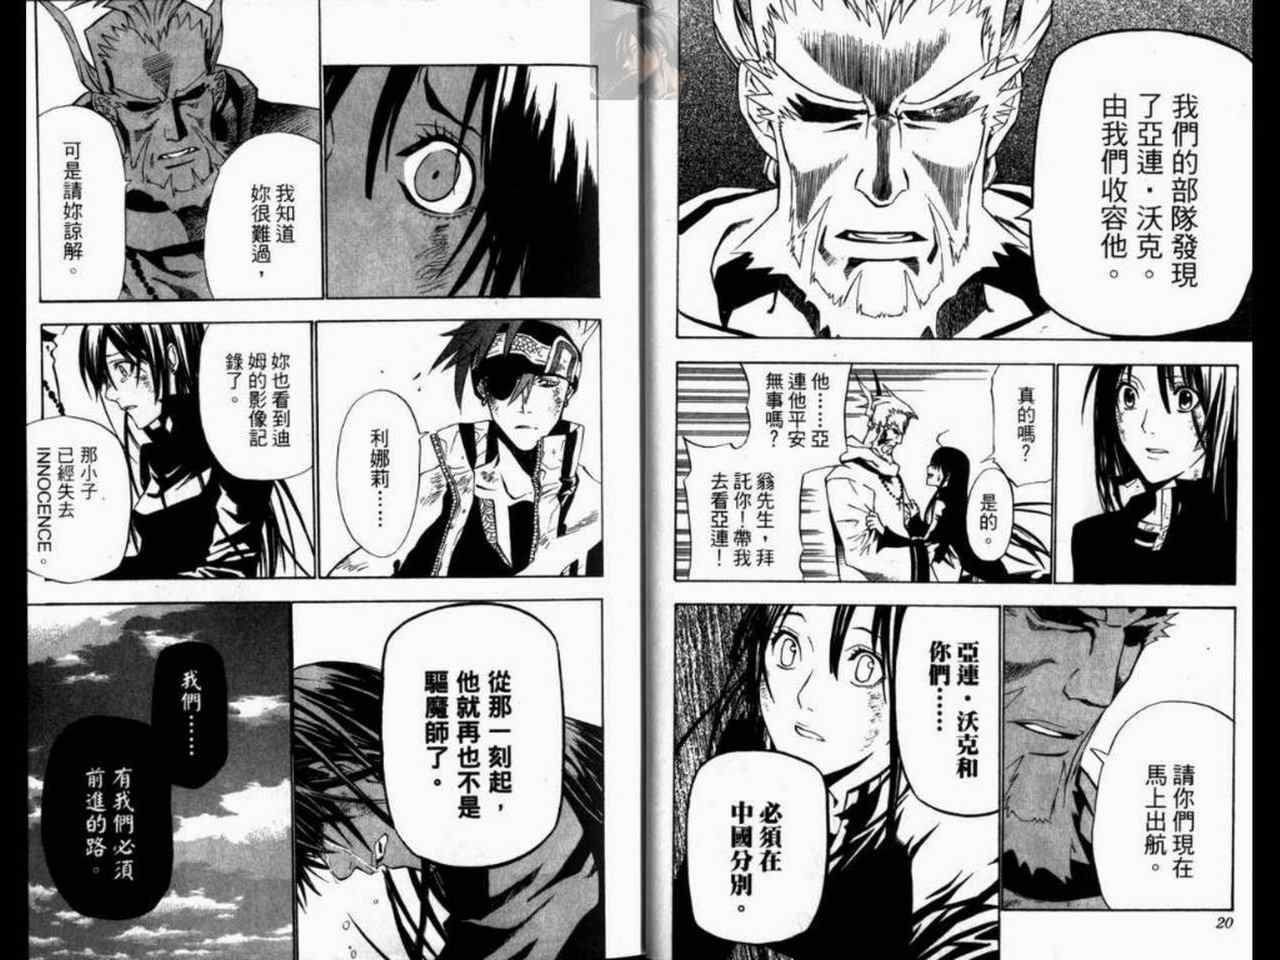 我們的部隊發現
了亞連・沃克。
由我們收容他。
真的嗎？
是的。
他……亞
連他平安
無事嗎？
翁先生，拜
託你！帶我
去看亞連！
請你們現在
馬上出航。
亞連・沃克和
你們……
必須在
中國分別。
20
我知道
妳很難過，
可是請妳諒解。
利娜莉……
妳也看到迪
姆的影像記
錄了。
那小子
已經失去
INNOCENCE。
從那一刻起，
他就再也不是
驅魔師了。
我們……
有我們必須
前進的路。